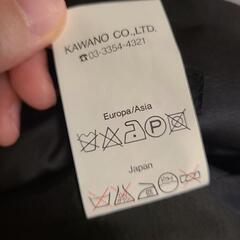 KAWANO CO.,LTD.
☎03-3354-4321
Europa/Asia
P
Japan